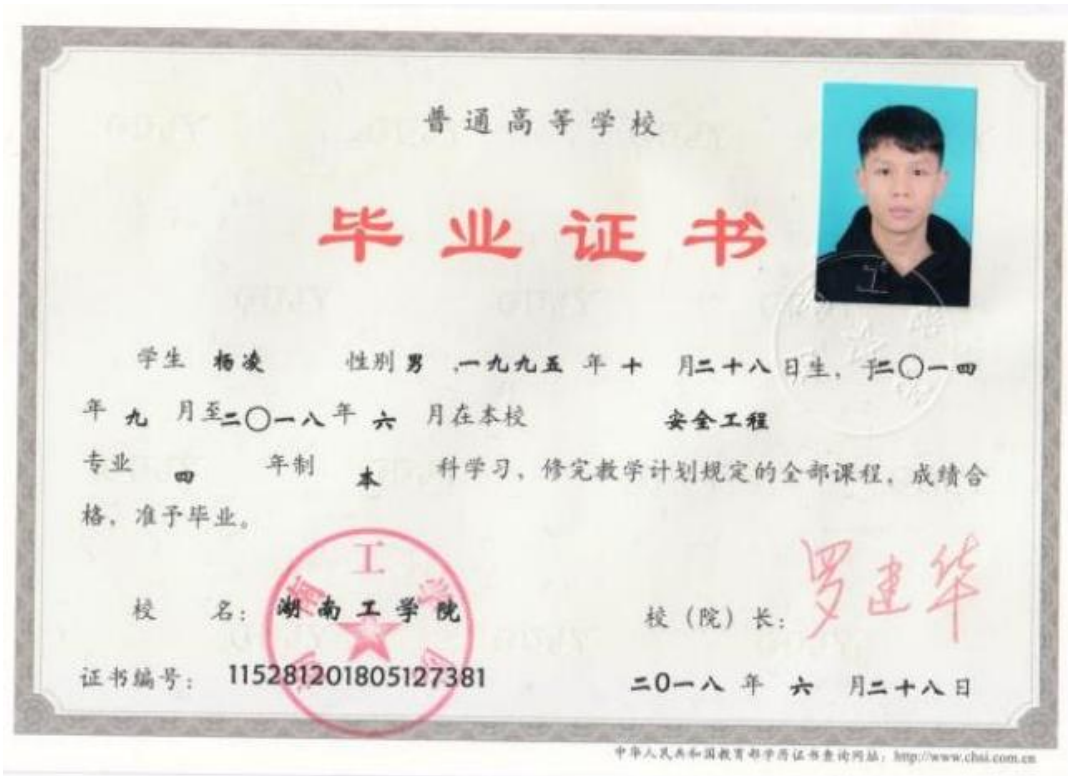 普通高等学校
毕业证书
学生 杨凌 性别 男 ,一九九五 年 十 月二十八日生, 于二〇一四
年 九 月至二〇一八年 六 月在本校 安全工程
专业 四 年制 本 科学习, 修完教学计划规定的全部课程, 成绩合
格, 准予毕业。
校 名: 湖南工学院
校 (院) 长: 罗建华
证书编号: 115281201805127381
二0一八 年 六 月二十八日
中华人民共和国教育部学历证书查询网址: http://www.chsi.com.cn
湖南工学院